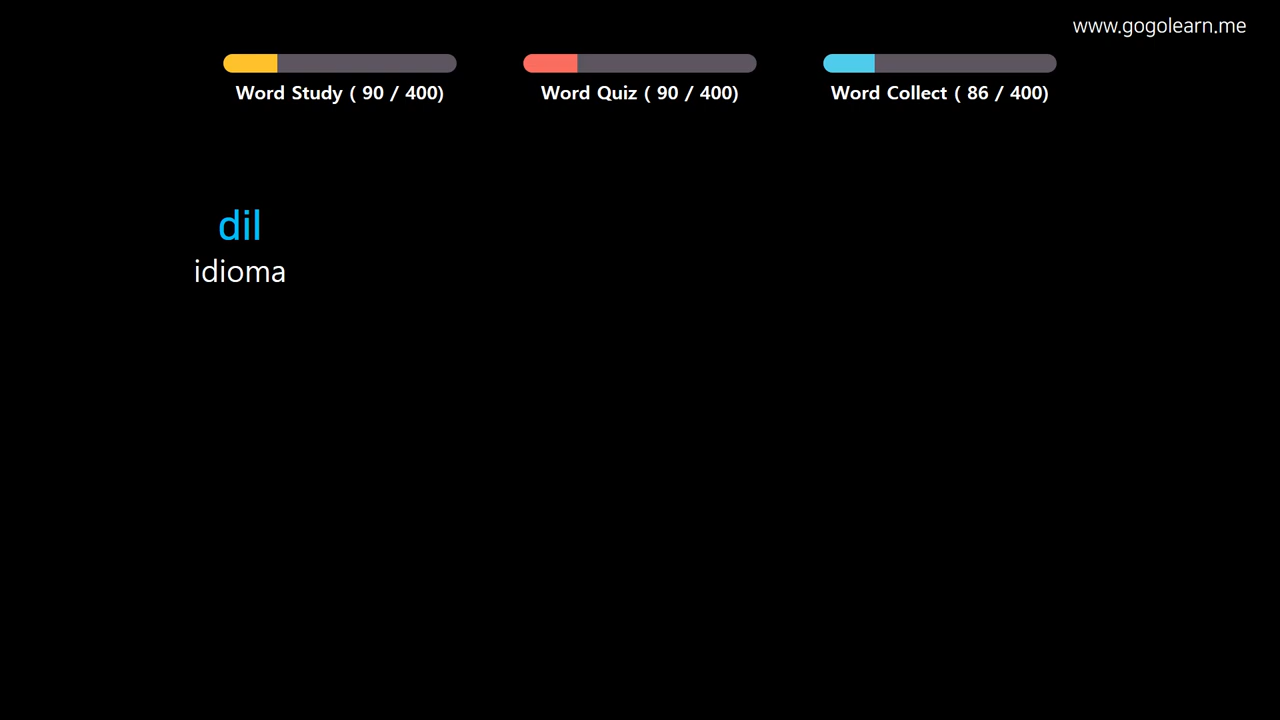 www.gogolearn.me
Word Study ( 90 / 400)
Word Quiz ( 90 / 400)
Word Collect ( 86 / 400)
dil
idioma